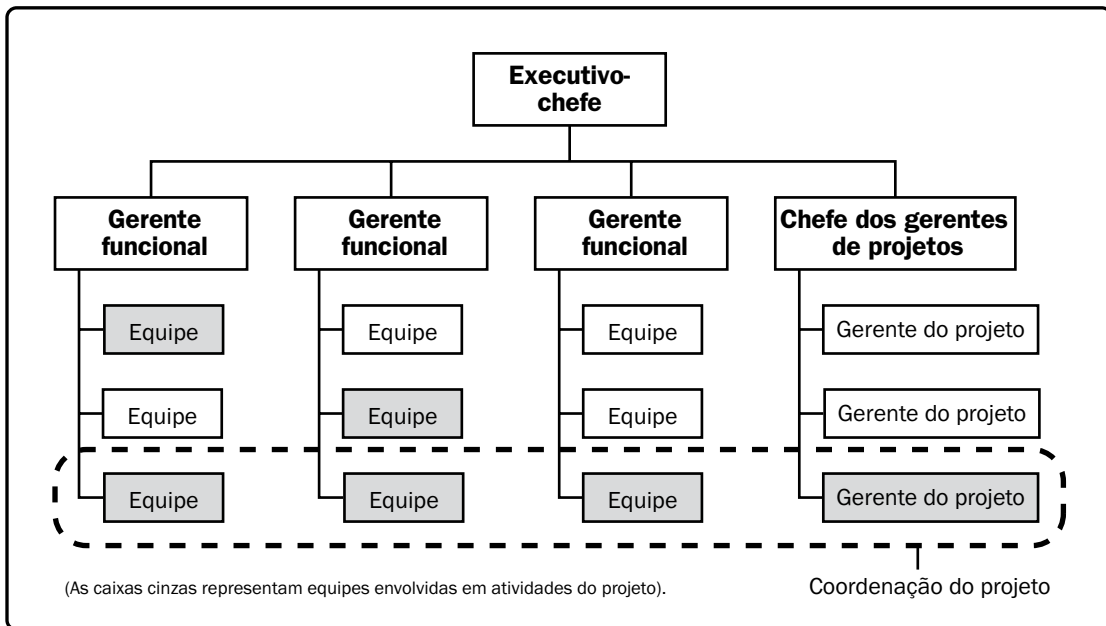 Executivo-
chefe
Gerente
funcional
Gerente
funcional
Gerente
funcional
Chefe dos gerentes
de projetos
Equipe
Equipe
Equipe
Gerente do projeto
Equipe
Equipe
Equipe
Gerente do projeto
Equipe
Equipe
Equipe
Gerente do projeto
(As caixas cinzas representam equipes envolvidas em atividades do projeto).
Coordenação do projeto